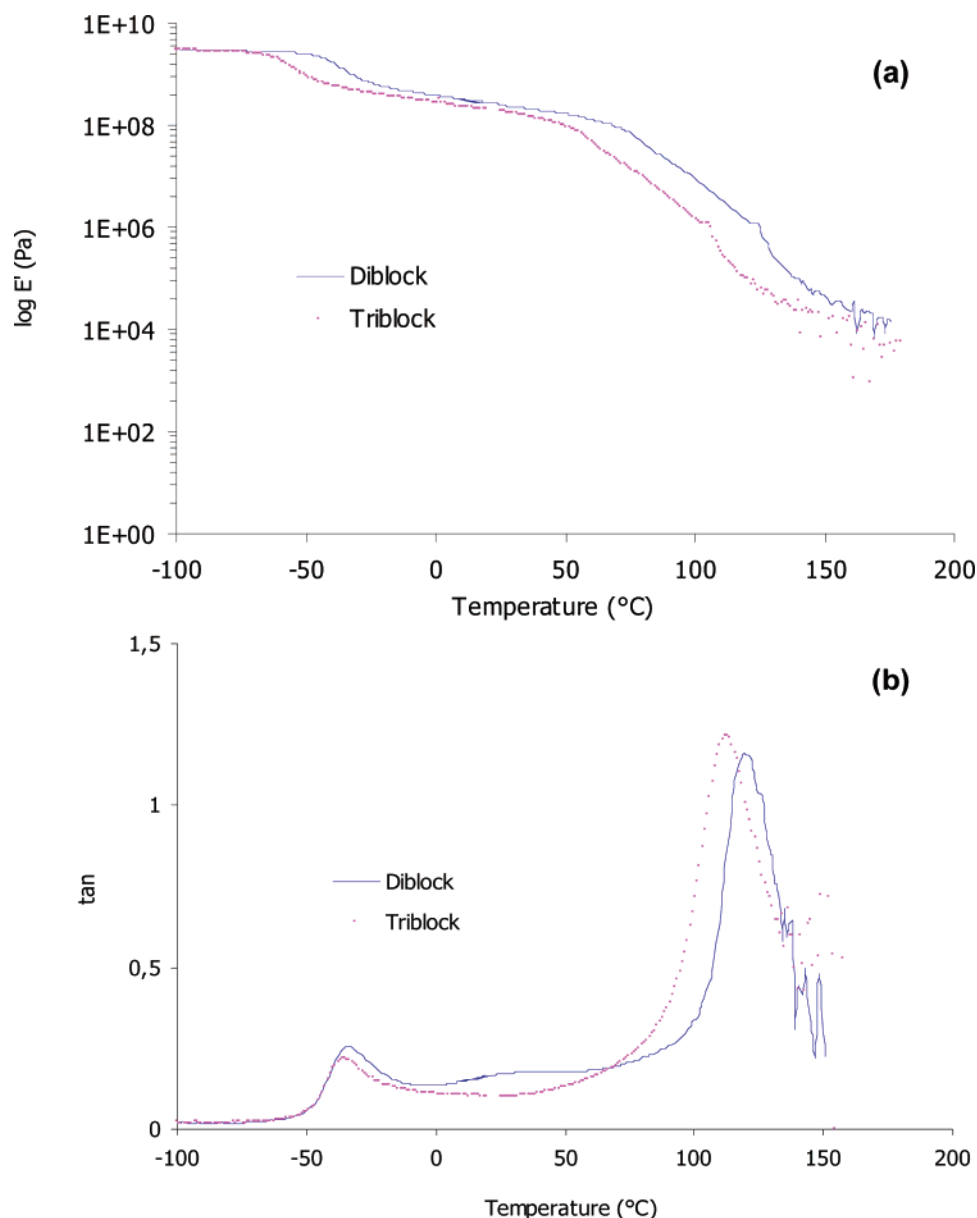 (a)
1E+10
1E+08
1E+06
1E+04
1E+02
1E+00
log E' (Pa)
Diblock
Triblock
-100 -50 0 50 100 150 200
Temperature (°C)
(b)
1,5
1
0,5
0
tan
Diblock
Triblock
-100 -50 0 50 100 150 200
Temperature (°C)